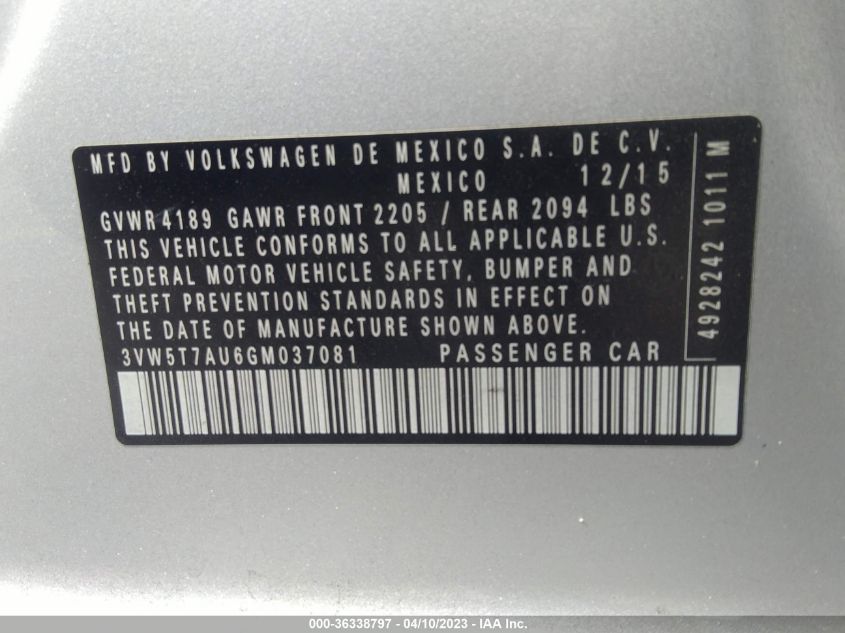 MFD BY VOLKSWAGEN DE MEXICO S.A. DE C.V.
MEXICO 12/15
GVWR 4189 GAWR FRONT 2205 / REAR 2094 LBS
THIS VEHICLE CONFORMS TO ALL APPLICABLE U.S.
FEDERAL MOTOR VEHICLE SAFETY, BUMPER AND
THEFT PREVENTION STANDARDS IN EFFECT ON
THE DATE OF MANUFACTURE SHOWN ABOVE.
3VW5T7AU6GM037081 PASSENGER CAR
4928242 1011 M
000-36338797 - 04/10/2023 - IAA Inc.